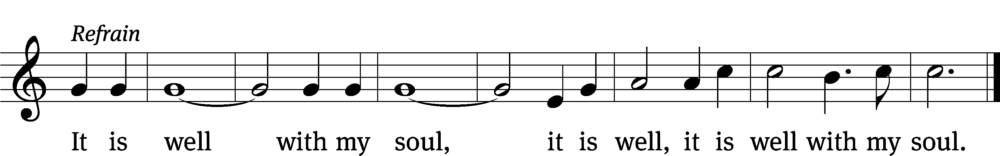 Refrain
It is well with my soul, it is well, it is well with my soul.